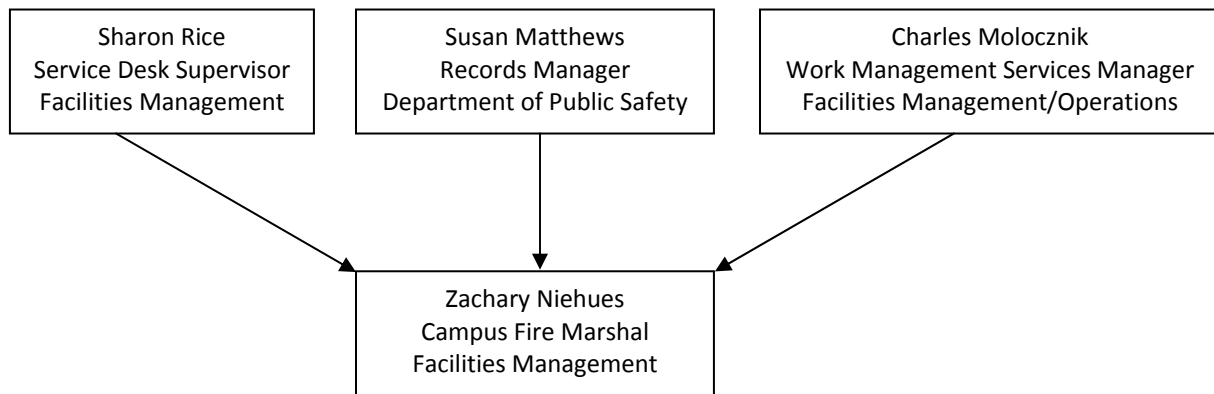 Sharon Rice
Service Desk Supervisor
Facilities Management
Susan Matthews
Records Manager
Department of Public Safety
Charles Molocznik
Work Management Services Manager
Facilities Management/Operations
Zachary Niehues
Campus Fire Marshal
Facilities Management